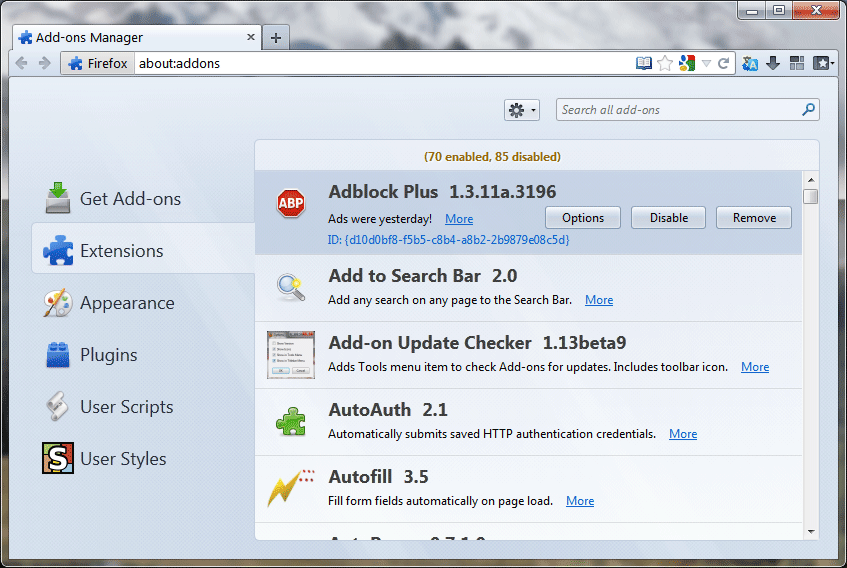 Add-ons Manager
Firefox about:addons
Search all add-ons
(70 enabled, 85 disabled)
Get Add-ons
Extensions
Appearance
Plugins
User Scripts
S User Styles
ABP
Adblock Plus 1.3.11a.3196
Ads were yesterday! More Options Disable Remove
ID: {d10d0bf8-f5b5-c8b4-a8b2-2b9879e08c5d}
Add to Search Bar 2.0
Add any search on any page to the Search Bar. More
Add-on Update Checker 1.13beta9
Adds Tools menu item to check Add-ons for updates. Includes toolbar icon. More
AutoAuth 2.1
Automatically submits saved HTTP authentication credentials. More
Autofill 3.5
Fill form fields automatically on page load. More